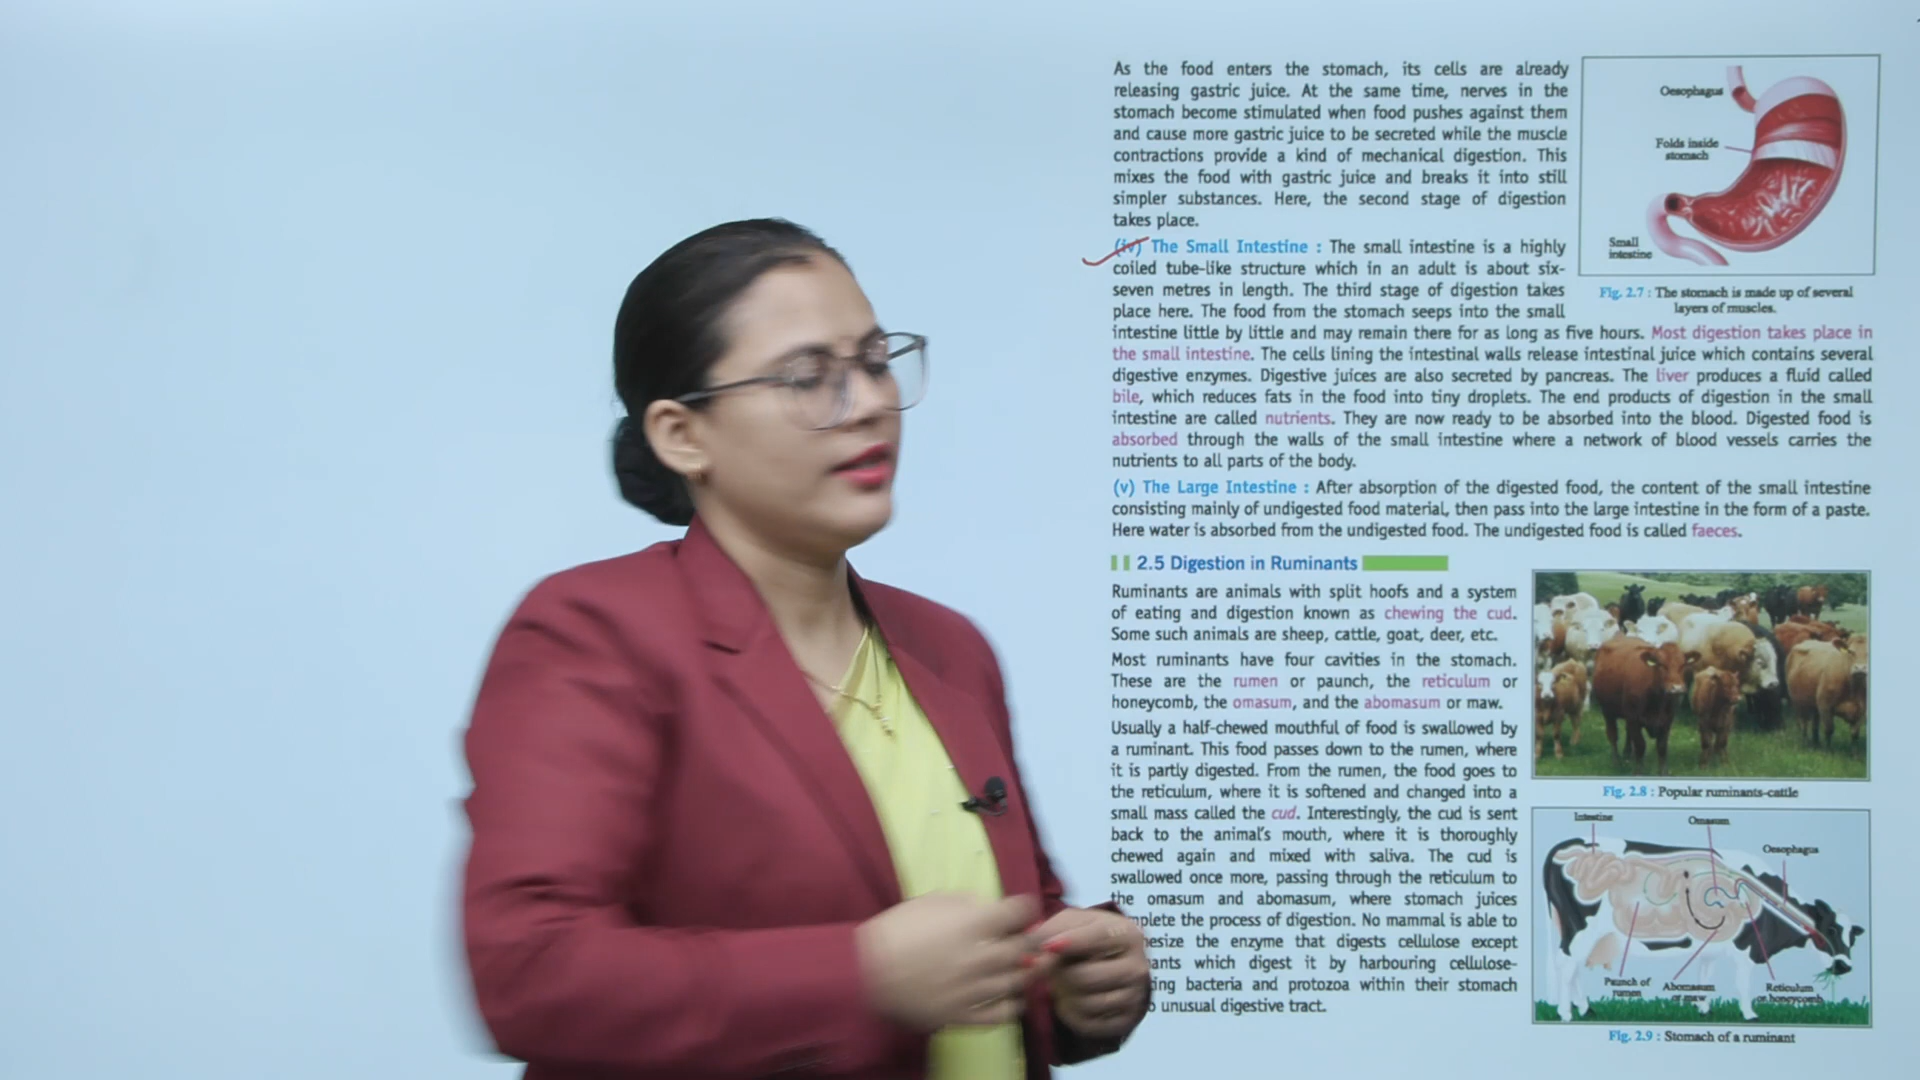 As the food enters the stomach, its cells are already
releasing gastric juice. At the same time, nerves in the
stomach become stimulated when food pushes against them
and cause more gastric juice to be secreted while the muscle
contractions provide a kind of mechanical digestion. This
mixes the food with gastric juice and breaks it into still
simpler substances. Here, the second stage of digestion
takes place.
Oesophagus
Folds inside
stomach
Small
intestine
Fig. 2.7 : The stomach is made up of several
layers of muscles.
(iv) The Small Intestine : The small intestine is a highly
coiled tube-like structure which in an adult is about six-
seven metres in length. The third stage of digestion takes
place here. The food from the stomach seeps into the small
intestine little by little and may remain there for as long as five hours. Most digestion takes place in
the small intestine. The cells lining the intestinal walls release intestinal juice which contains several
digestive enzymes. Digestive juices are also secreted by pancreas. The liver produces a fluid called
bile, which reduces fats in the food into tiny droplets. The end products of digestion in the small
intestine are called nutrients. They are now ready to be absorbed into the blood. Digested food is
absorbed through the walls of the small intestine where a network of blood vessels carries the
nutrients to all parts of the body.
(v) The Large Intestine : After absorption of the digested food, the content of the small intestine
consisting mainly of undigested food material, then pass into the large intestine in the form of a paste.
Here water is absorbed from the undigested food. The undigested food is called faeces.
2.5 Digestion in Ruminants
Ruminants are animals with split hoofs and a system
of eating and digestion known as chewing the cud.
Some such animals are sheep, cattle, goat, deer, etc.
Most ruminants have four cavities in the stomach.
These are the rumen or paunch, the reticulum or
honeycomb, the omasum, and the abomasum or maw.
Usually a half-chewed mouthful of food is swallowed by
a ruminant. This food passes down to the rumen, where
it is partly digested. From the rumen, the food goes to
the reticulum, where it is softened and changed into a
small mass called the cud. Interestingly, the cud is sent
back to the animal's mouth, where it is thoroughly
chewed again and mixed with saliva. The cud is
swallowed once more, passing through the reticulum to
the omasum and abomasum, where stomach juices
the process of digestion. No mammal is able to
the enzyme that digests cellulose except
which digest it by harbouring cellulose-
bacteria and protozoa within their stomach
unusual digestive tract.
Fig. 2.8 : Popular ruminants-cattle
Intestine
Omasum
Oesophagus
Paunch of
rumen
Abomasum
or maw
Reticulum
or honeycomb
Fig. 2.9 : Stomach of a ruminant